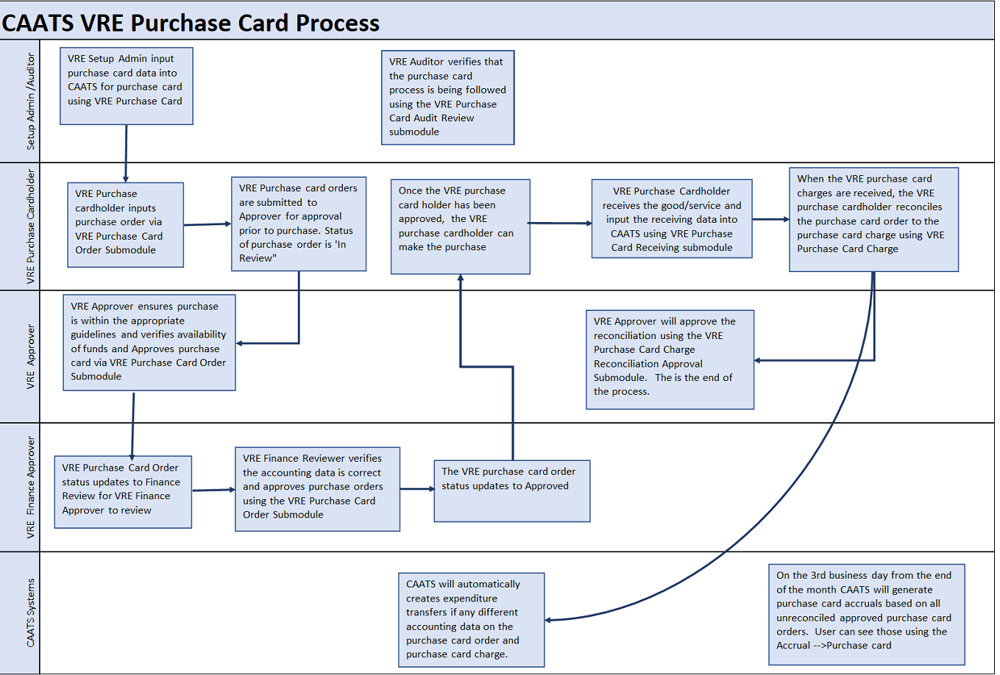 CAATS VRE Purchase Card Process
Setup Admin /Auditor
VRE Setup Admin input
purchase card data into
CAATS for purchase card
using VRE Purchase Card
VRE Auditor verifies that
the purchase card
process is being followed
using the VRE Purchase
Card Audit Review
submodule
VRE Purchase Cardholder
VRE Purchase
cardholder inputs
purchase order via
VRE Purchase Card
Order Submodule
VRE Purchase card orders
are submitted to
Approver for approval
prior to purchase. Status
of purchase order is 'In
Review"
Once the VRE purchase
card holder has been
approved, the VRE
purchase cardholder can
make the purchase
VRE Purchase Cardholder
receives the good/service and
input the receiving data into
CAATS using VRE Purchase
Card Receiving submodule
When the VRE purchase card
charges are received, the VRE
purchase cardholder reconciles
the purchase card order to the
purchase card charge using VRE
Purchase Card Charge
VRE Approver
VRE Approver ensures purchase
is within the appropriate
guidelines and verifies availability
of funds and Approves purchase
card via VRE Purchase Card Order
Submodule
VRE Approver will approve the
reconciliation using the VRE
Purchase Card Charge
Reconciliation Approval
Submodule. The is the end of
the process.
VRE Finance Approver
VRE Purchase Card Order
status updates to Finance
Review for VRE Finance
Approver to review
VRE Finance Reviewer verifies
the accounting data is correct
and approves purchase orders
using the VRE Purchase Card
Order Submodule
The VRE purchase card order
status updates to Approved
CAATS Systems
CAATS will automatically
creates expenditure
transfers if any different
accounting data on the
purchase card order and
purchase card charge.
On the 3rd business day from the end
of the month CAATS will generate
purchase card accruals based on all
unreconciled approved purchase card
orders. User can see those using the
Accrual -->Purchase card